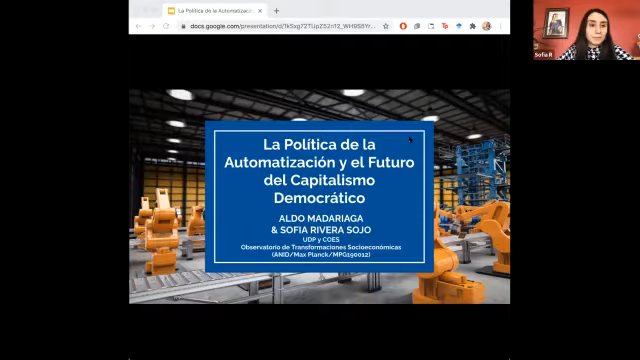 La Política de la Automatizació
docs.google.com/presentation/d/
La Política de la
Automatización y el Futuro
del Capitalismo
Democrático
ALDO MADARIAGA
& SOFIA RIVERA SOJO
UDP y COES
Observatorio de Transformaciones Socioeconómicas
(ANID/Max Planck/MPG190012)
Sofia R